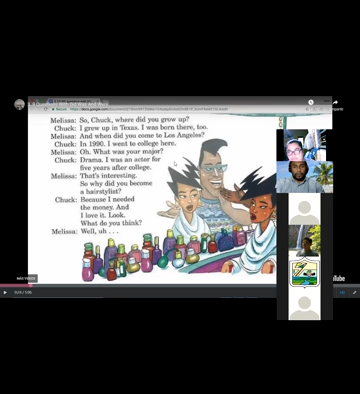 Melissa: So, Chuck, where did you grow up?
Chuck: I grew up in Texas. I was born there, too.
Melissa: And when did you come to Los Angeles?
Chuck: In 1990. I went to college here.
Melissa: Oh. What was your major?
Chuck: Drama. I was an actor for
five years after college.
Melissa: That's interesting.
So why did you become
a hairstylist?
Chuck: Because I needed
the money. And
I love it. Look.
What do you think?
Melissa: Well, uh . . .
MÁS VIDEOS